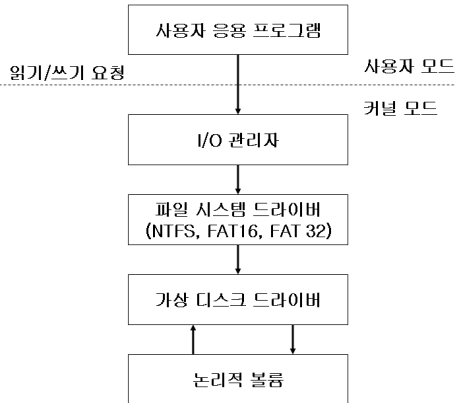 사용자 응용 프로그램
읽기/쓰기 요청
사용자 모드
커널 모드
I/O 관리자
파일 시스템 드라이버
(NTFS, FAT16, FAT 32)
가상 디스크 드라이버
논리적 볼륨